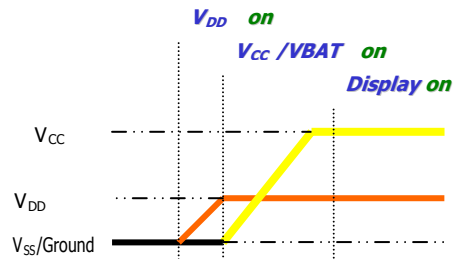 VDD on
VCC /VBAT on
Display on
VCC
VDD
VSS/Ground